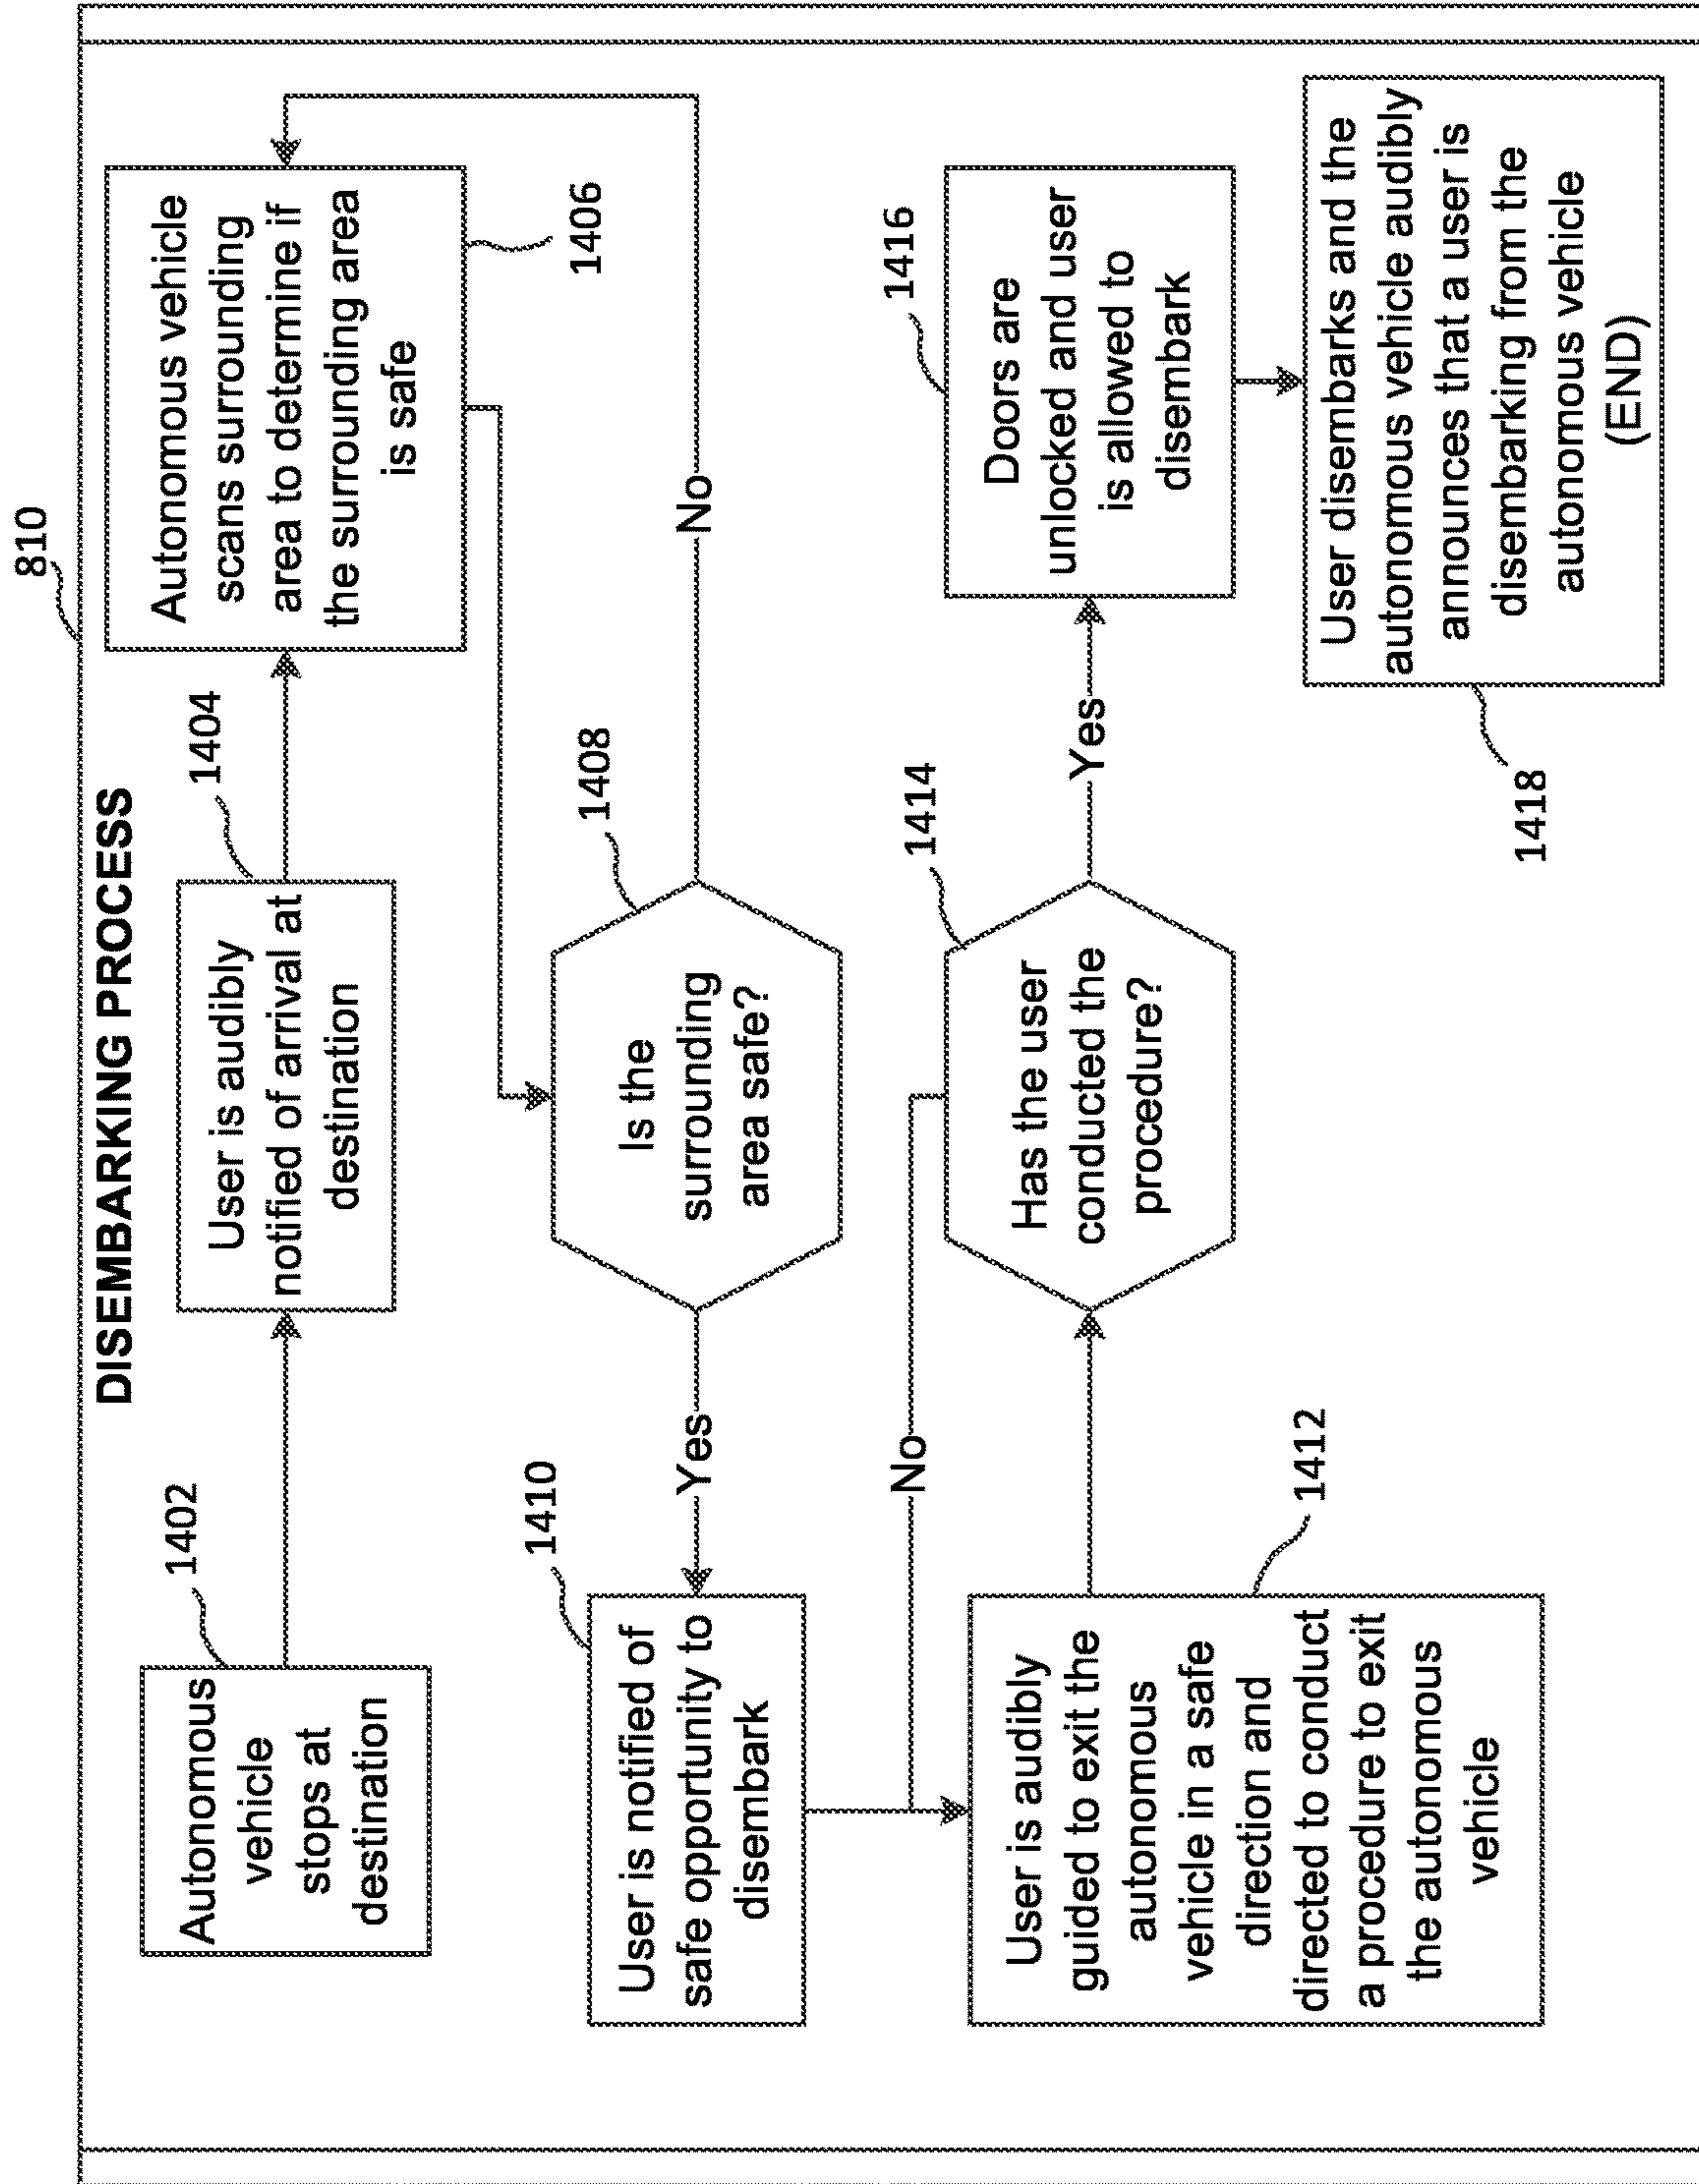 810
DISEMBARKING PROCESS
1402
Autonomous
vehicle
stops at
destination
1404
User is audibly
notified of arrival at
destination
Autonomous vehicle
scans surrounding
area to determine if
the surrounding area
is safe
1406
1410
User is notified of
safe opportunity to
disembark
Yes
1408
Is the
surrounding
area safe?
No
No
User is audibly
guided to exit the
autonomous
vehicle in a safe
direction and
directed to conduct
a procedure to exit
the autonomous
vehicle
1412
1414
Has the user
conducted the
procedure?
Yes
1416
Doors are
unlocked and user
is allowed to
disembark
1418
User disembarks and the
autonomous vehicle audibly
announces that a user is
disembarking from the
autonomous vehicle
(END)